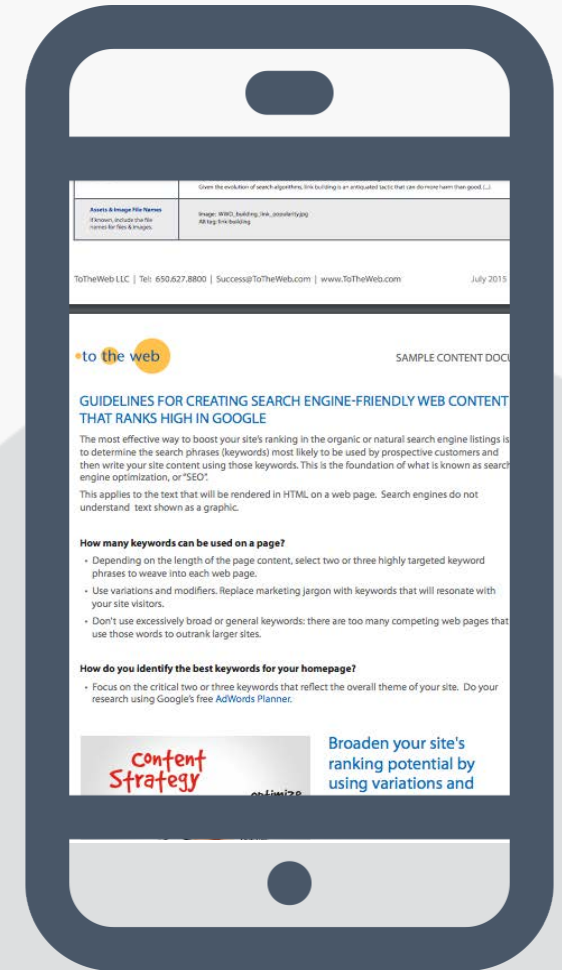 Given the evolution of search algorithms, link building is an antiquated tactic that can do more harm than good. [...]
Assets & Image File Names
If known, include the file
names for files & images.
Image: WWO_building_link_popularity.jpg
Alt tag: link-building
ToTheWeb LLC | Tel: 650.627.8800 | Success@ToTheWeb.com | www.ToTheWeb.com July 2015
to the web
SAMPLE CONTENT DOCU
GUIDELINES FOR CREATING SEARCH ENGINE-FRIENDLY WEB CONTENT
THAT RANKS HIGH IN GOOGLE
The most effective way to boost your site's ranking in the organic or natural search engine listings is
to determine the search phrases (keywords) most likely to be used by prospective customers and
then write your site content using those keywords. This is the foundation of what is known as search
engine optimization, or "SEO".
This applies to the text that will be rendered in HTML on a web page. Search engines do not
understand text shown as a graphic.
How many keywords can be used on a page?
• Depending on the length of the page content, select two or three highly targeted keyword
phrases to weave into each web page.
• Use variations and modifiers. Replace marketing jargon with keywords that will resonate with
your site visitors.
• Don't use excessively broad or general keywords: there are too many competing web pages that
use those words to outrank larger sites.
How do you identify the best keywords for your homepage?
• Focus on the critical two or three keywords that reflect the overall theme of your site. Do your
research using Google's free AdWords Planner.
Content
Strategy
optimize
Broaden your site's
ranking potential by
using variations and